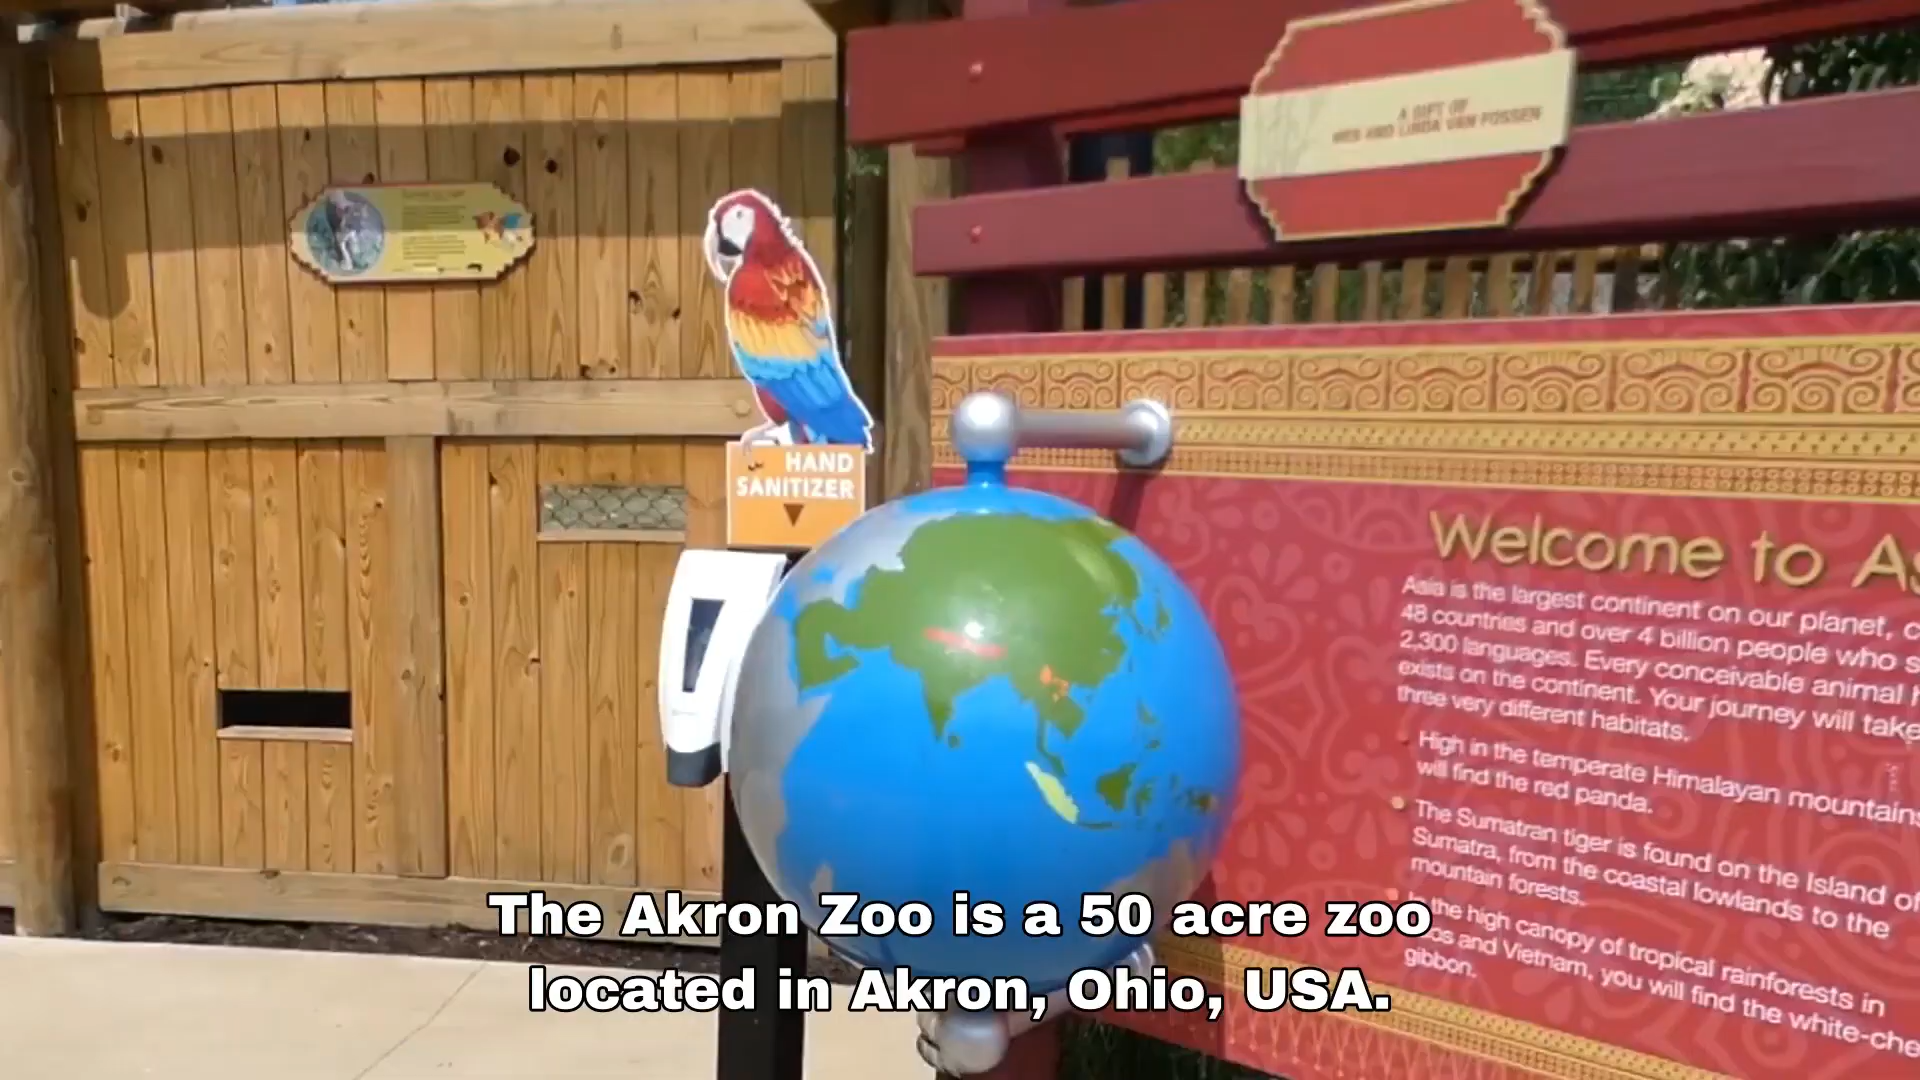 A GIFT OF
AND LINDA VAN FOSSEN
HAND
SANITIZER
Welcome to As
Asia is the largest continent on our planet, c
48 countries and over 4 billion people who s
2,300 languages. Every conceivable animal h
exists on the continent. Your journey will take
three very different habitats.
High in the temperate Himalayan mountains
will find the red panda.
The Sumatran tiger is found on the Island of
Sumatra, from the coastal lowlands to the
mountain forests.
the high canopy of tropical rainforests in
and Vietnam, you will find the white-che
gibbon.
The Akron Zoo is a 50 acre zoo
located in Akron, Ohio, USA.